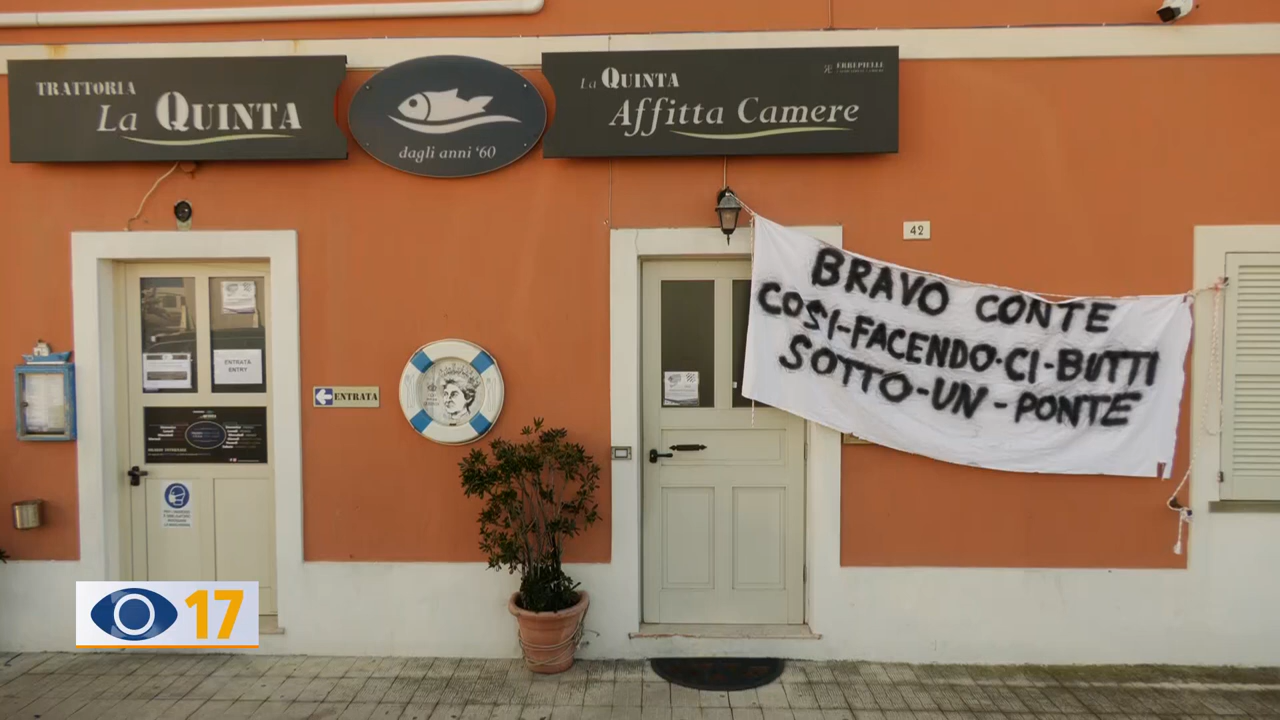 TRATTORIA
La QUINTA
dagli anni '60
La QUINTA
Affitta Camere
ERREPIELLE
42
BRAVO CONTE
COSI-FACENDO-CI-BUTTI
SOTTO-UN-PONTE
ENTRATA
ENTRY
ENTRATA
17